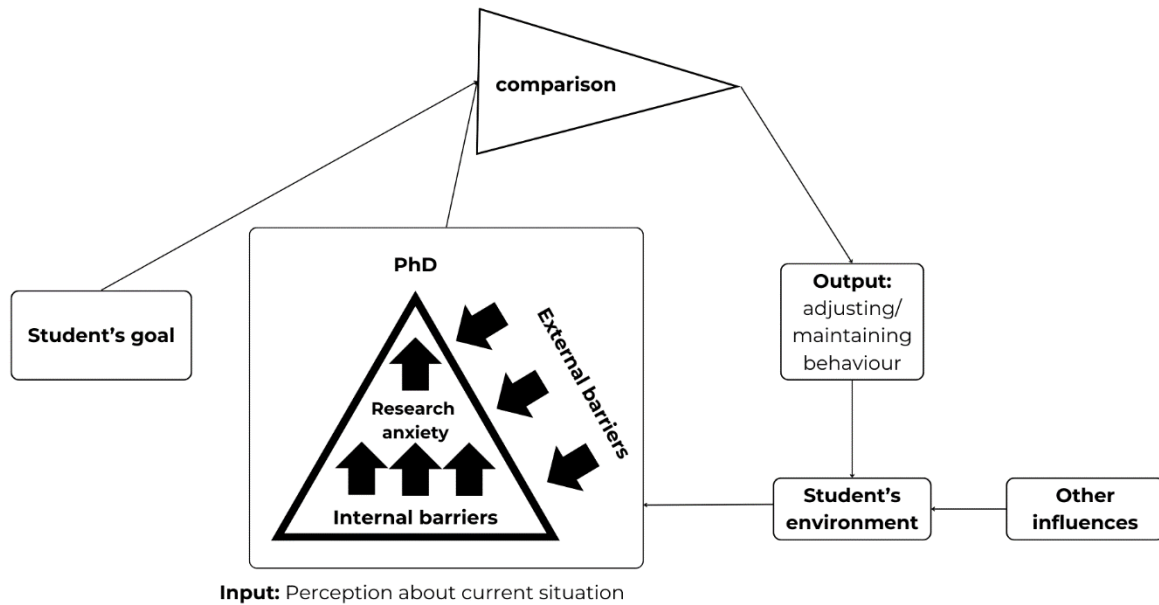 comparison
PhD
Student's goal
External barriers
Research
anxiety
Internal barriers
Output:
adjusting/
maintaining
behaviour
Student's
environment
Other
influences
Input: Perception about current situation